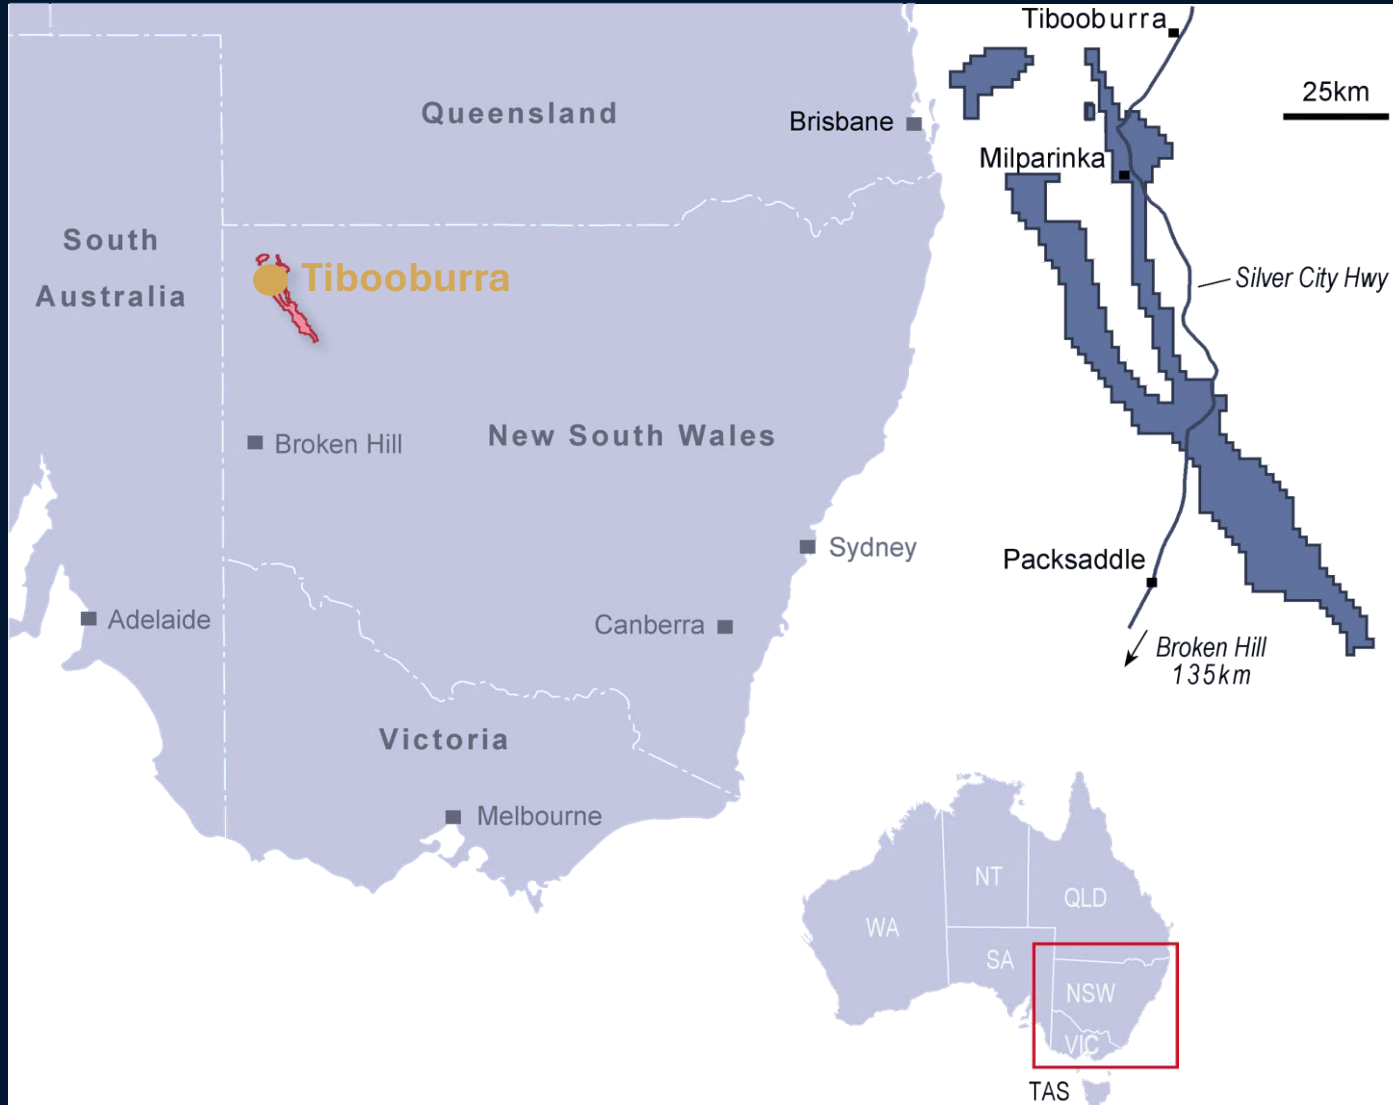 Queensland
Brisbane
South
Australia
Tibooburra
Broken Hill
New South Wales
Sydney
Adelaide
Canberra
Victoria
Melbourne
Tibooburra
25km
Milparinka
Silver City Hwy
Packsaddle
Broken Hill
135km
NT
QLD
WA
SA
NSW
VIC
TAS